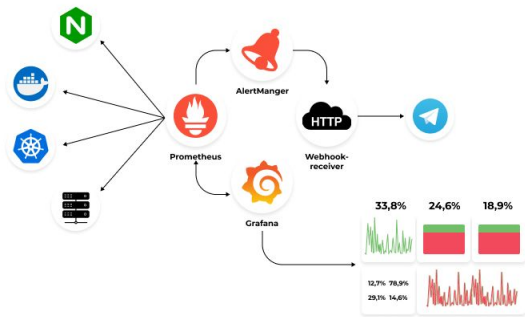 N
AlertManger
HTTP
Prometheus
Webhook-
receiver
Grafana
33,8% 24,6% 18,9%
12,7% 78,9%
29,1% 14,6%